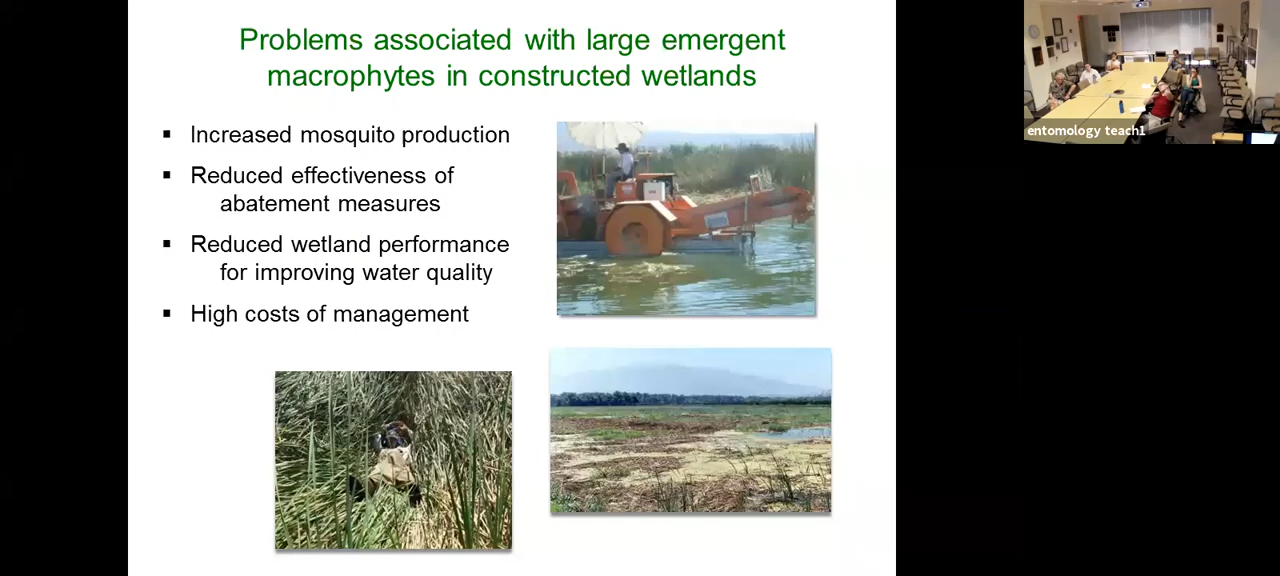 Problems associated with large emergent
macrophytes in constructed wetlands
▪ Increased mosquito production
▪ Reduced effectiveness of
abatement measures
▪ Reduced wetland performance
for improving water quality
▪ High costs of management
entomology teach1